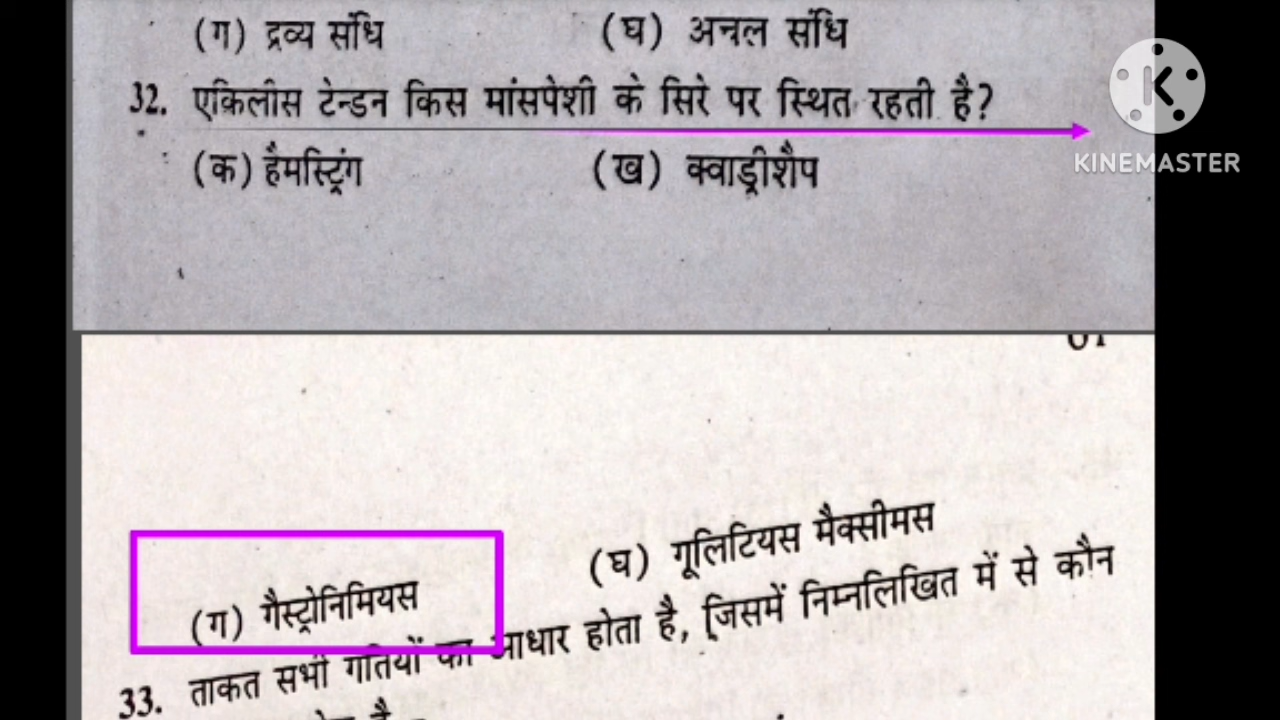 (ग) द्रव्य संधि (घ) अचल संधि
32. एक्रिलीस टेन्डन किस मांसपेशी के सिरे पर स्थित रहती है?
(क) हैमस्ट्रिंग (ख) क्वाड्रीशैप
KINEMASTER
(ग) गैस्ट्रोनिमियस (घ) गूलिटियस मैक्सीमस
33. ताकत सभी गतियों का आधार होता है, जिसमें निम्नलिखित में से कौन